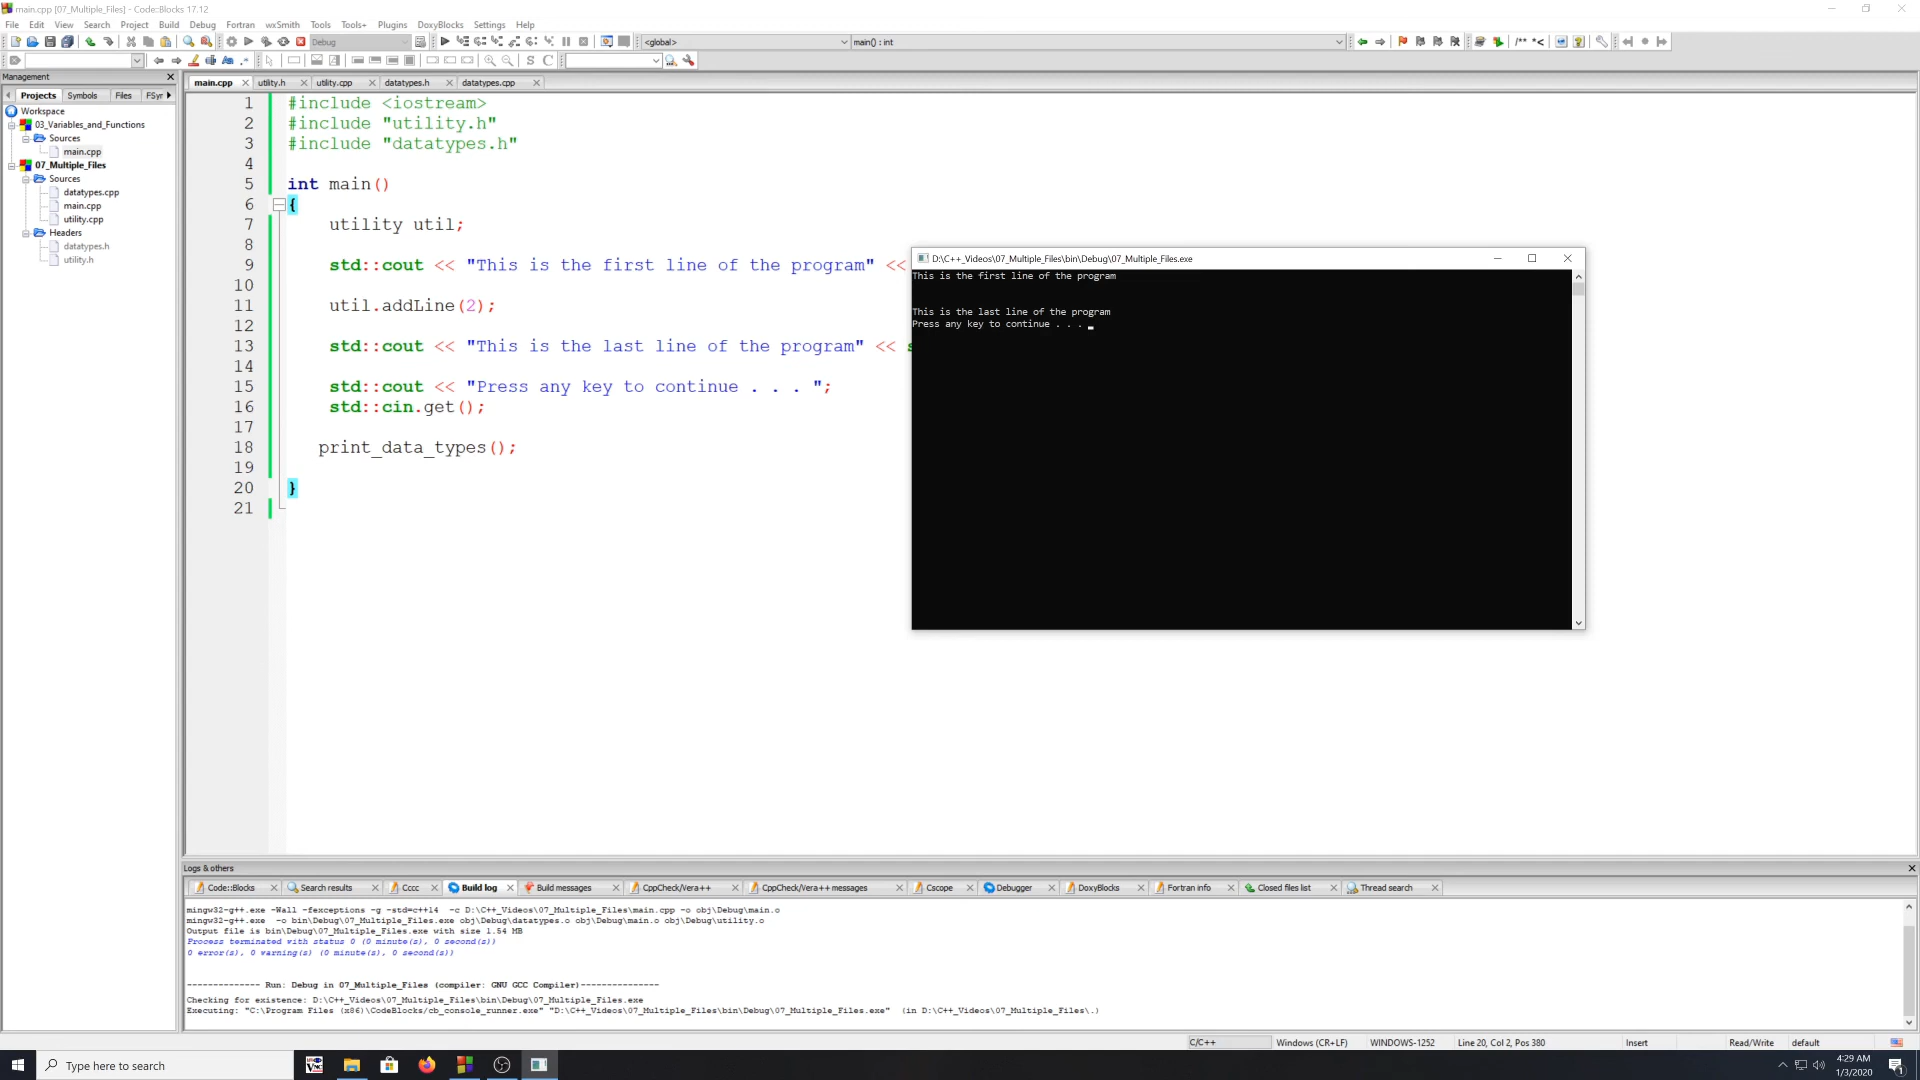 main.cpp [07_Multiple_Files] - Code::Blocks 17.12
File Edit View Search Project Build Debug Fortran wxSmith Tools Tools+ Plugins DoxyBlocks Settings Help
Debug <global> main() : int /** *<
S C
Management
Projects Symbols Files FSyr
Workspace
03_Variables_and_Functions
Sources
main.cpp
07_Multiple_Files
Sources
datatypes.cpp
main.cpp
utility.cpp
Headers
datatypes.h
utility.h
main.cpp utility.h utility.cpp datatypes.h datatypes.cpp
1 #include <iostream>
2 #include "utility.h"
3 #include "datatypes.h"
4
5 int main()
6 {
7 utility util;
8
9 std::cout << "This is the first line of the program" <<
10
11 util.addLine(2);
12
13 std::cout << "This is the last line of the program" << s
14
15 std::cout << "Press any key to continue . . . ";
16 std::cin.get();
17
18 print_data_types();
19
20 }
21
D:\C++_Videos\07_Multiple_Files\bin\Debug\07_Multiple_Files.exe
This is the first line of the program
This is the last line of the program
Press any key to continue . . .
Logs & others
Code::Blocks Search results Cccc Build log Build messages CppCheck/Vera++ CppCheck/Vera++ messages Cscope Debugger DoxyBlocks Fortran info Closed files list Thread search
mingw32-g++.exe -Wall -fexceptions -g -std=c++14 -c D:\C++_Videos\07_Multiple_Files\main.cpp -o obj\Debug\main.o
mingw32-g++.exe -o bin\Debug\07_Multiple_Files.exe obj\Debug\datatypes.o obj\Debug\main.o obj\Debug\utility.o
Output file is bin\Debug\07_Multiple_Files.exe with size 1.54 MB
Process terminated with status 0 (0 minute(s), 0 second(s))
0 error(s), 0 warning(s) (0 minute(s), 0 second(s))
-------------- Run: Debug in 07_Multiple_Files (compiler: GNU GCC Compiler)---------------
Checking for existence: D:\C++_Videos\07_Multiple_Files\bin\Debug\07_Multiple_Files.exe
Executing: "C:\Program Files (x86)\CodeBlocks/cb_console_runner.exe" "D:\C++_Videos\07_Multiple_Files\bin\Debug\07_Multiple_Files.exe" (in D:\C++_Videos\07_Multiple_Files\.)
C/C++ Windows (CR+LF) WINDOWS-1252 Line 20, Col 2, Pos 380 Insert Read/Write default
Type here to search
4:29 AM
1/3/2020